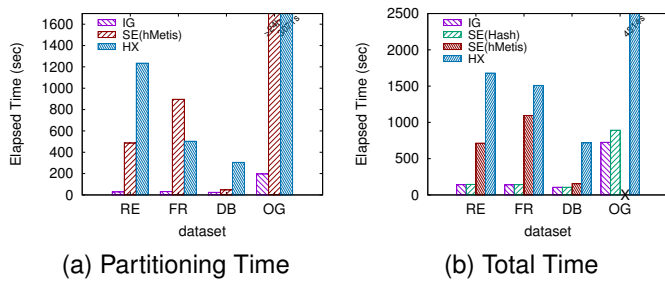 IG
SE(hMetis)
HX
1600
1400
1200
1000
800
600
400
200
0
Elapsed Time (sec)
RE FR DB OG
dataset
(a) Partitioning Time
IG
SE(Hash)
SE(hMetis)
HX
2500
2000
1500
1000
500
0
Elapsed Time (sec)
X
RE FR DB OG
dataset
(b) Total Time